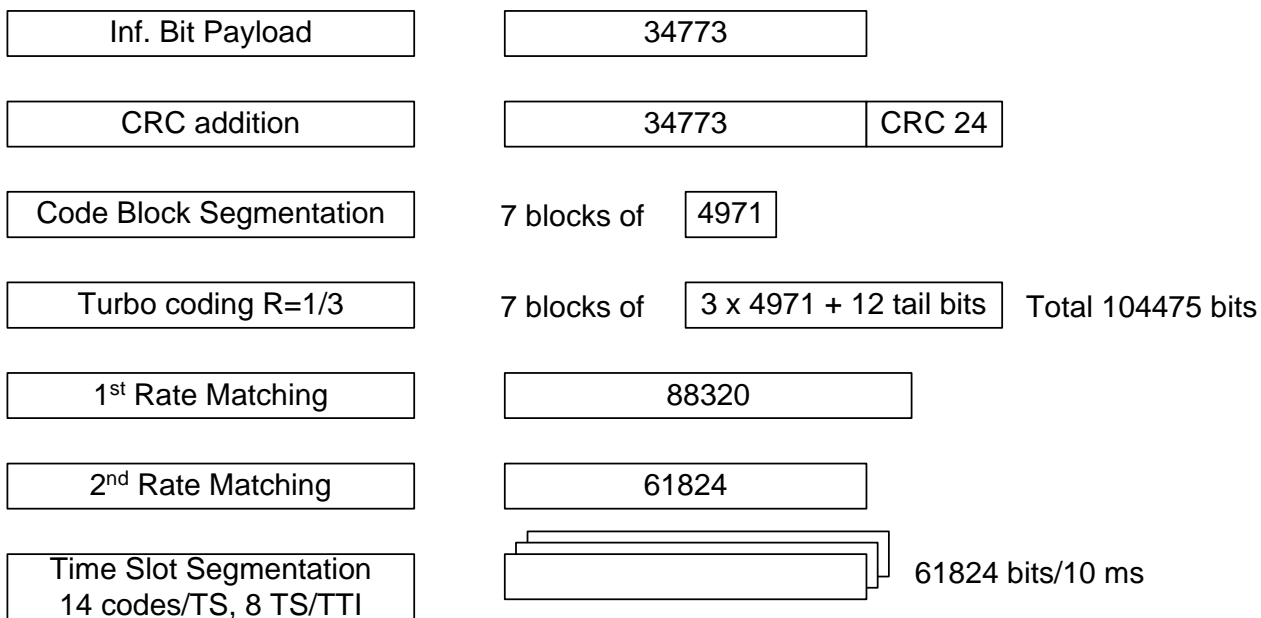 Inf. Bit Payload 34773
CRC addition 34773 CRC 24
Code Block Segmentation 7 blocks of 4971
Turbo coding R=1/3 7 blocks of 3 x 4971 + 12 tail bits Total 104475 bits
1st Rate Matching 88320
2nd Rate Matching 61824
Time Slot Segmentation
14 codes/TS, 8 TS/TTI
61824 bits/10 ms